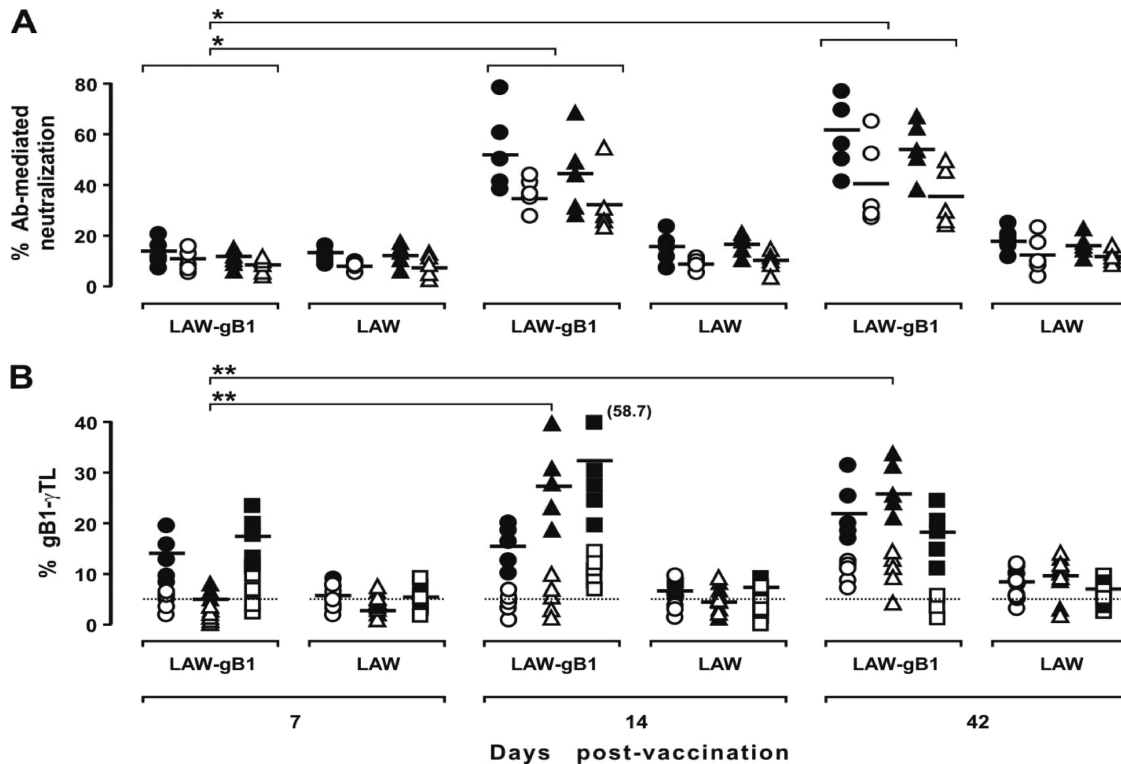 A
*
*
% Ab-mediated
neutralization
80
60
40
20
0
LAW-gB1 LAW LAW-gB1 LAW LAW-gB1 LAW
B
**
**
% gB1-γTL
40
30
20
10
0
(58.7)
LAW-gB1 LAW LAW-gB1 LAW LAW-gB1 LAW
7 14 42
Days post-vaccination